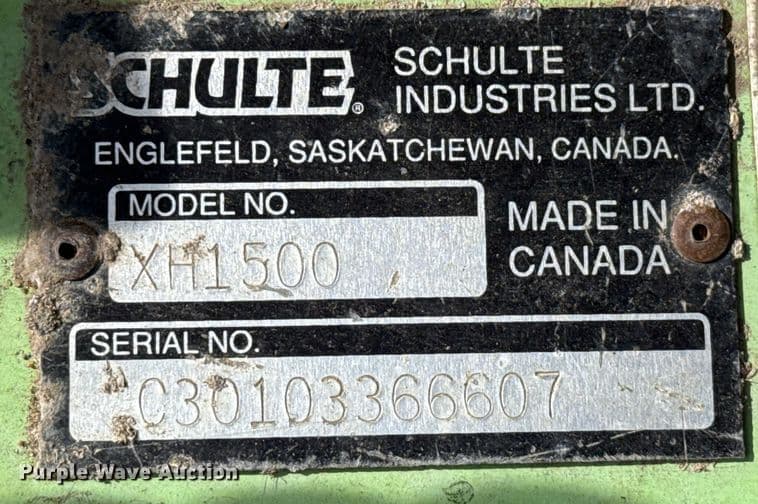 SCHULTE®
SCHULTE
INDUSTRIES LTD.
ENGLEFELD, SASKATCHEWAN, CANADA.
MODEL NO.
XH1500
MADE IN
CANADA
SERIAL NO.
C30103366607
Purple Wave Auction